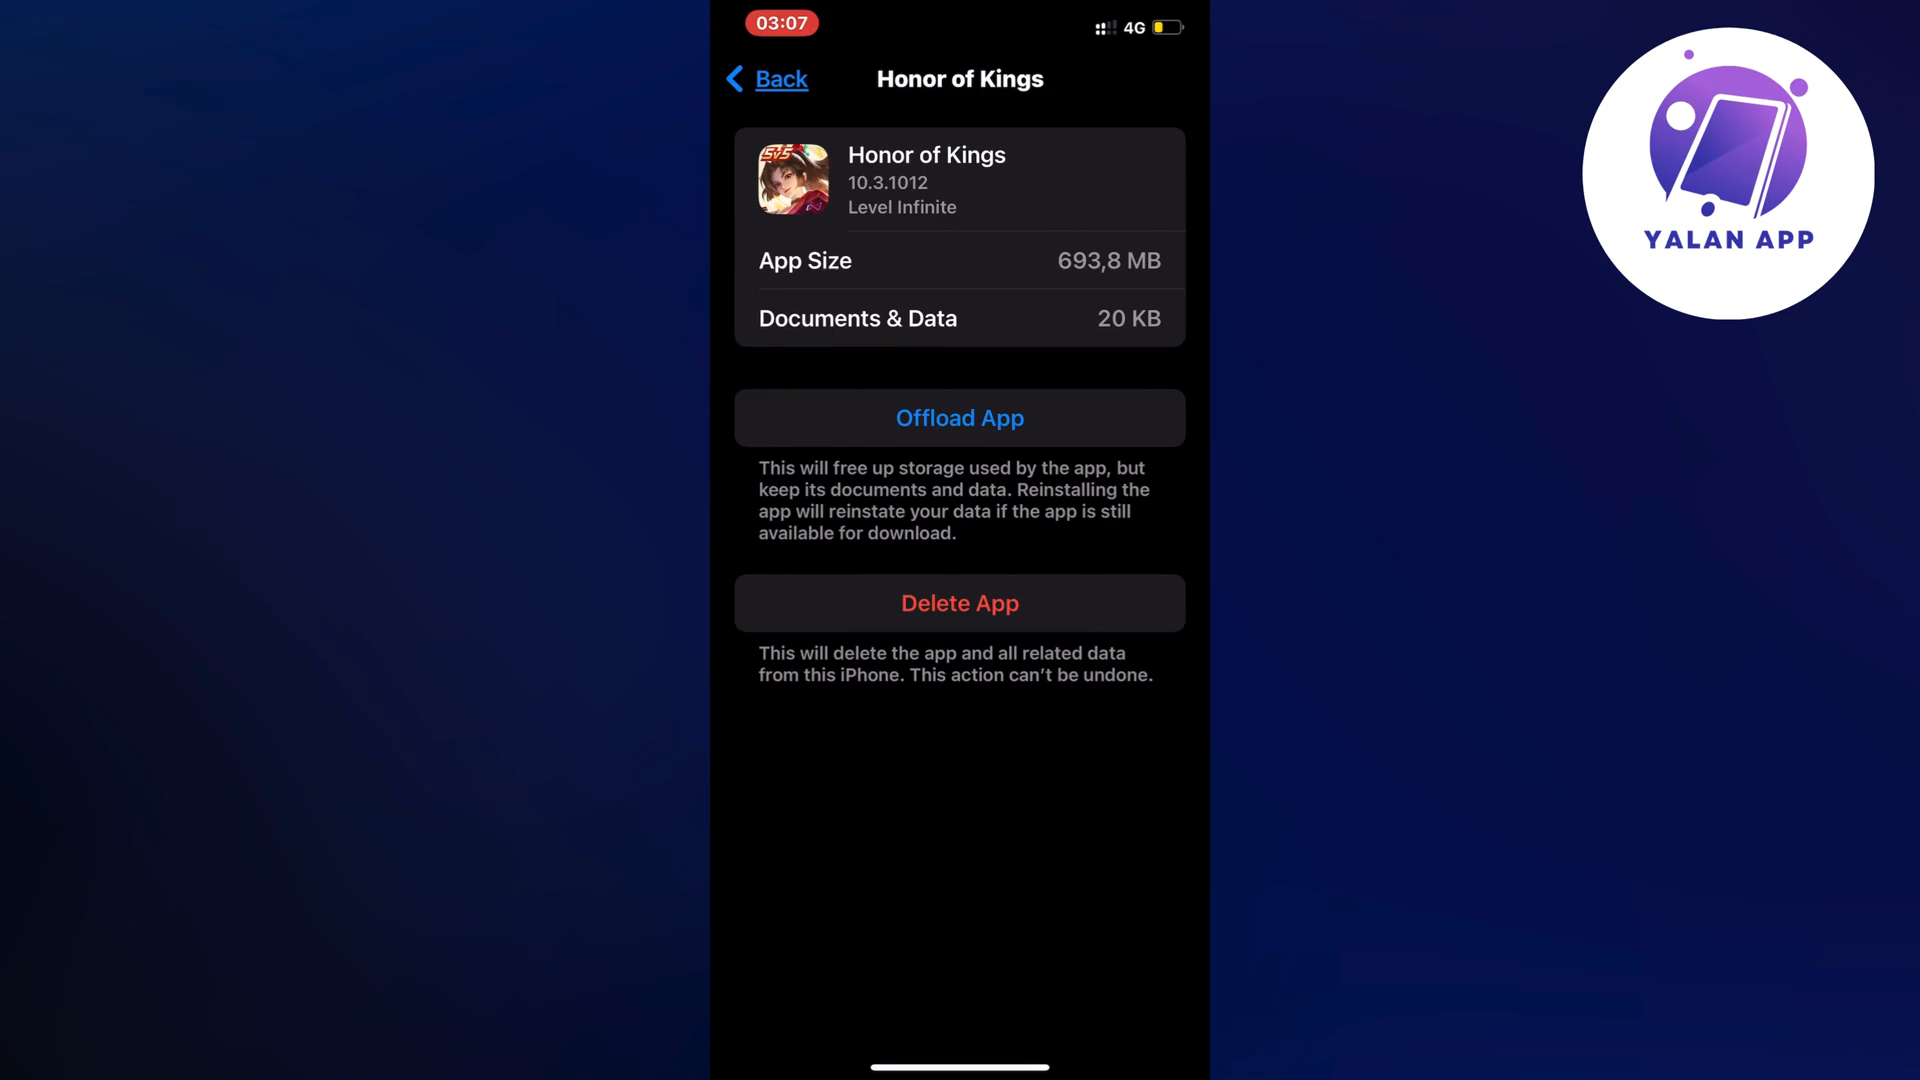 03:07
4G
Back
Honor of Kings
5v5
Honor of Kings
10.3.1012
Level Infinite
App Size
693,8 MB
Documents & Data
20 KB
Offload App
This will free up storage used by the app, but
keep its documents and data. Reinstalling the
app will reinstate your data if the app is still
available for download.
Delete App
This will delete the app and all related data
from this iPhone. This action can’t be undone.
YALAN APP